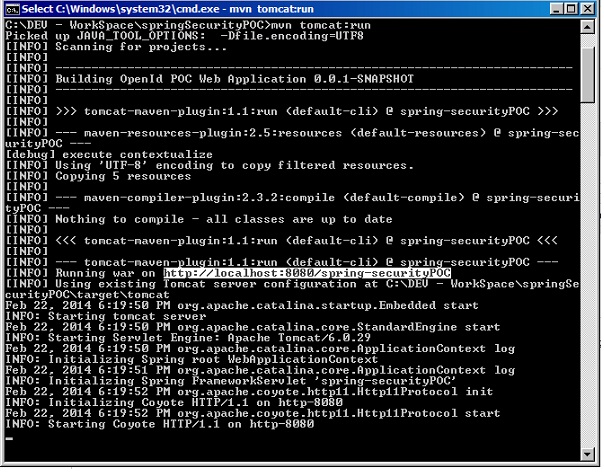 Select C:\Windows\system32\cmd.exe - mvn tomcat:run
C:\DEV - WorkSpace\springSecurityPOC>mvn tomcat:run
Picked up JAVA_TOOL_OPTIONS:  -Dfile.encoding=UTF8
[INFO] Scanning for projects...
[INFO]
[INFO] ------------------------------------------------------------------------
[INFO] Building OpenId POC Web Application 0.0.1-SNAPSHOT
[INFO] ------------------------------------------------------------------------
[INFO]
[INFO] >>> tomcat-maven-plugin:1.1:run (default-cli) @ spring-securityPOC >>>
[INFO]
[INFO] --- maven-resources-plugin:2.5:resources (default-resources) @ spring-sec
urityPOC ---
[debug] execute contextualize
[INFO] Using 'UTF-8' encoding to copy filtered resources.
[INFO] Copying 5 resources
[INFO]
[INFO] --- maven-compiler-plugin:2.3.2:compile (default-compile) @ spring-securi
tyPOC ---
[INFO] Nothing to compile - all classes are up to date
[INFO]
[INFO] <<< tomcat-maven-plugin:1.1:run (default-cli) @ spring-securityPOC <<<
[INFO]
[INFO] --- tomcat-maven-plugin:1.1:run (default-cli) @ spring-securityPOC ---
[INFO] Running war on http://localhost:8080/spring-securityPOC
[INFO] Using existing Tomcat server configuration at C:\DEV - WorkSpace\springSe
curityPOC\target\tomcat
Feb 22, 2014 6:19:50 PM org.apache.catalina.startup.Embedded start
INFO: Starting tomcat server
Feb 22, 2014 6:19:50 PM org.apache.catalina.core.StandardEngine start
INFO: Starting Servlet Engine: Apache Tomcat/6.0.29
Feb 22, 2014 6:19:50 PM org.apache.catalina.core.ApplicationContext log
INFO: Initializing Spring root WebApplicationContext
Feb 22, 2014 6:19:51 PM org.apache.catalina.core.ApplicationContext log
INFO: Initializing Spring FrameworkServlet 'spring-securityPOC'
Feb 22, 2014 6:19:52 PM org.apache.coyote.http11.Http11Protocol init
INFO: Initializing Coyote HTTP/1.1 on http-8080
Feb 22, 2014 6:19:52 PM org.apache.coyote.http11.Http11Protocol start
INFO: Starting Coyote HTTP/1.1 on http-8080